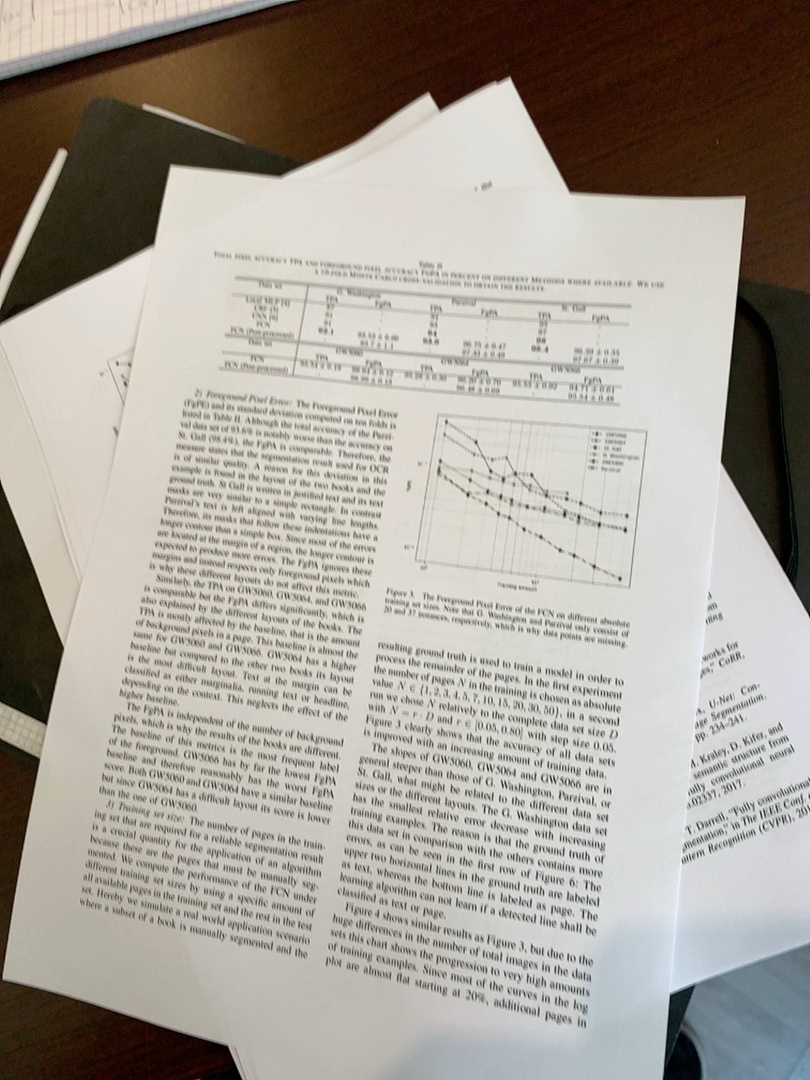 Table II
TOTAL PIXEL ACCURACY TPA AND FOREGROUND PIXEL ACCURACY FGPA IN PERCENT ON DIFFERENT METHODS WHERE AVAILABLE. WE USE
A 10-FOLD MONTE CARLO CROSS-VALIDATION TO OBTAIN THE RESULTS.
Data set G. Washington Parzival St. Gall
TPA FgPA TPA FgPA TPA FgPA
FCN
FCN (Post-processed)
Data set GW5060 GW5064 GW5066
TPA FgPA TPA FgPA TPA FgPA
FCN
FCN (Post-processed)
2) Foreground Pixel Error: The Foreground Pixel Error
(FgPE) and its standard deviation computed on ten folds is
listed in Table II. Although the total accuracy of the Parzi-
val data set of 93.6% is notably worse than the accuracy on
St. Gall (98.4%), the FgPA is comparable. Therefore, the
measure states that the segmentation result used for OCR
is of similar quality. A reason for this deviation in this
example is found in the layout of the two books and the
ground truth. St Gall is written in justified text and its text
masks are very similar to a simple rectangle. In contrast
Parzival's text is left aligned with varying line lengths.
Therefore, its masks that follow these indentations have a
longer contour than a simple box. Since most of the errors
are located at the margin of a region, the longer contour is
expected to produce more errors. The FgPA ignores these
margins and instead respects only foreground pixels which
is why these different layouts do not affect this metric.
Similarly, the TPA on GW5060, GW5064, and GW5066
is comparable but the FgPA differs significantly, which is
also explained by the different layouts of the books. The
TPA is mostly affected by the baseline, that is the amount
of background pixels in a page. This baseline is almost the
same for GW5060 and GW5066. GW5064 has a higher
baseline but compared to the other two books its layout
is the most difficult layout. Text at the margin can be
classified as either marginalia, running text or headline,
depending on the context. This neglects the effect of the
higher baseline.
The FgPA is independent of the number of background
pixels, which is why the results of the books are different.
The baseline of this metrics is the most frequent label
of the foreground. GW5066 has by far the lowest FgPA
baseline and therefore reasonably has the worst FgPA
score. Both GW5060 and GW5064 have a similar baseline
but since GW5064 has a difficult layout its score is lower
than the one of GW5060.
3) Training set size: The number of pages in the train-
ing set that are required for a reliable segmentation result
is a crucial quantity for the application of an algorithm
because these are the pages that must be manually seg-
mented. We compute the performance of the FCN under
different training set sizes by using a specific amount of
all available pages in the training set and the rest in the test
set. Hereby we simulate a real world application scenario
where a subset of a book is manually segmented and the
Training amount
Figure 3. The Foreground Pixel Error of the FCN on different absolute
training set sizes. Note that G. Washington and Parzival only consist of
20 and 37 instances, respectively, which is why data points are missing.
resulting ground truth is used to train a model in order to
process the remainder of the pages. In the first experiment
the number of pages N in the training is chosen as absolute
value N ∈ {1, 2, 3, 4, 5, 7, 10, 15, 20, 30, 50}, in a second
run we chose N relatively to the complete data set size D
with N = r · D and r ∈ [0.05, 0.80] with step size 0.05.
Figure 3 clearly shows that the accuracy of all data sets
is improved with an increasing amount of training data.
The slopes of GW5060, GW5064 and GW5066 are in
general steeper than those of G. Washington, Parzival, or
St. Gall, what might be related to the different data set
sizes or the different layouts. The G. Washington data set
has the smallest relative error decrease with increasing
training examples. The reason is that the ground truth of
this data set in comparison with the others contains more
errors, as can be seen in the first row of Figure 6: The
upper two horizontal lines in the ground truth are labeled
as text, whereas the bottom line is labeled as page. The
learning algorithm can not learn if a detected line shall be
classified as text or page.
Figure 4 shows similar results as Figure 3, but due to the
huge differences in the number of total images in the data
sets this chart shows the progression to very high amounts
of training examples. Since most of the curves in the log
plot are almost flat starting at 20%, additional pages in
works for
CoRR,
U-Net: Con-
Segmentation.
pp. 234–241.
Kraley, D. Kifer, and
semantic structure from
convolutional neural
2017.
T. Darrell, "Fully convolutional
in The IEEE Conf.
Pattern Recognition (CVPR),